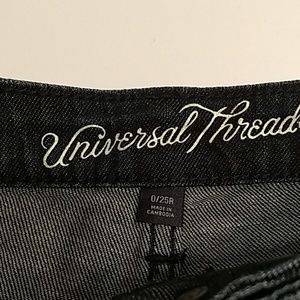 Universal Thread
0/25R
MADE IN
CAMBODIA